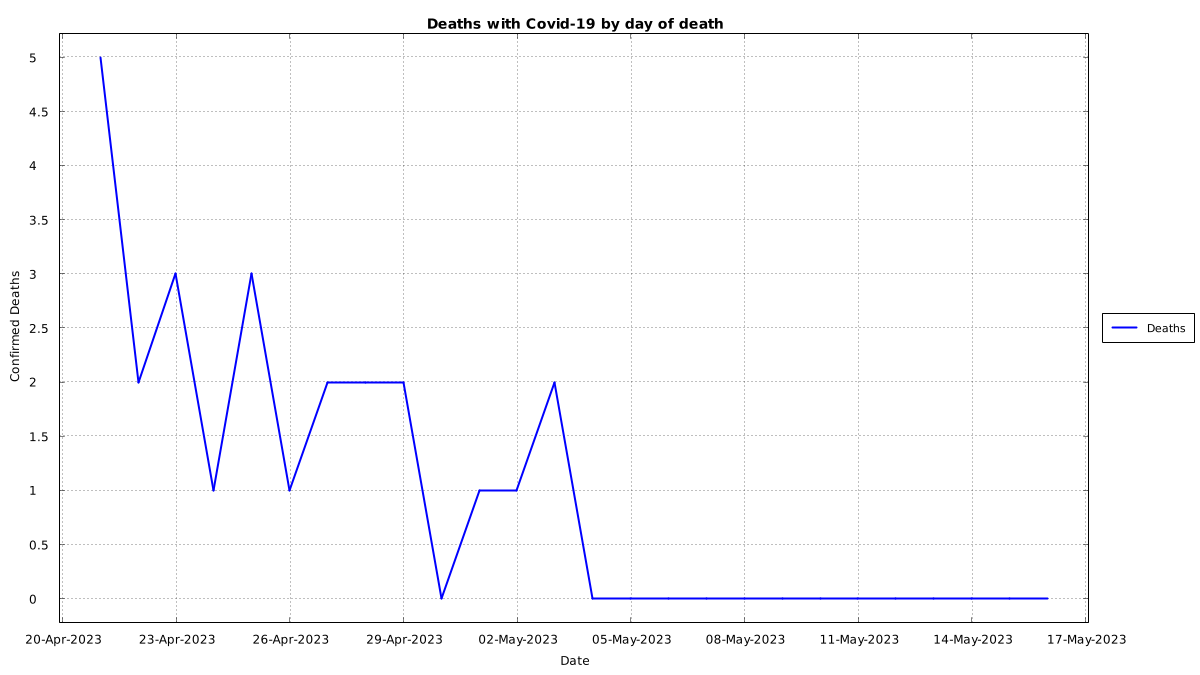 Deaths with Covid-19 by day of death
5
4.5
4
3.5
3
2.5
2
1.5
1
0.5
0
Confirmed Deaths
Deaths
20-Apr-2023 23-Apr-2023 26-Apr-2023 29-Apr-2023 02-May-2023 05-May-2023 08-May-2023 11-May-2023 14-May-2023 17-May-2023
Date